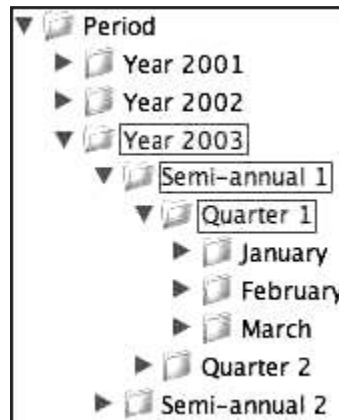 Period
Year 2001
Year 2002
Year 2003
Semi-annual 1
Quarter 1
January
February
March
Quarter 2
Semi-annual 2